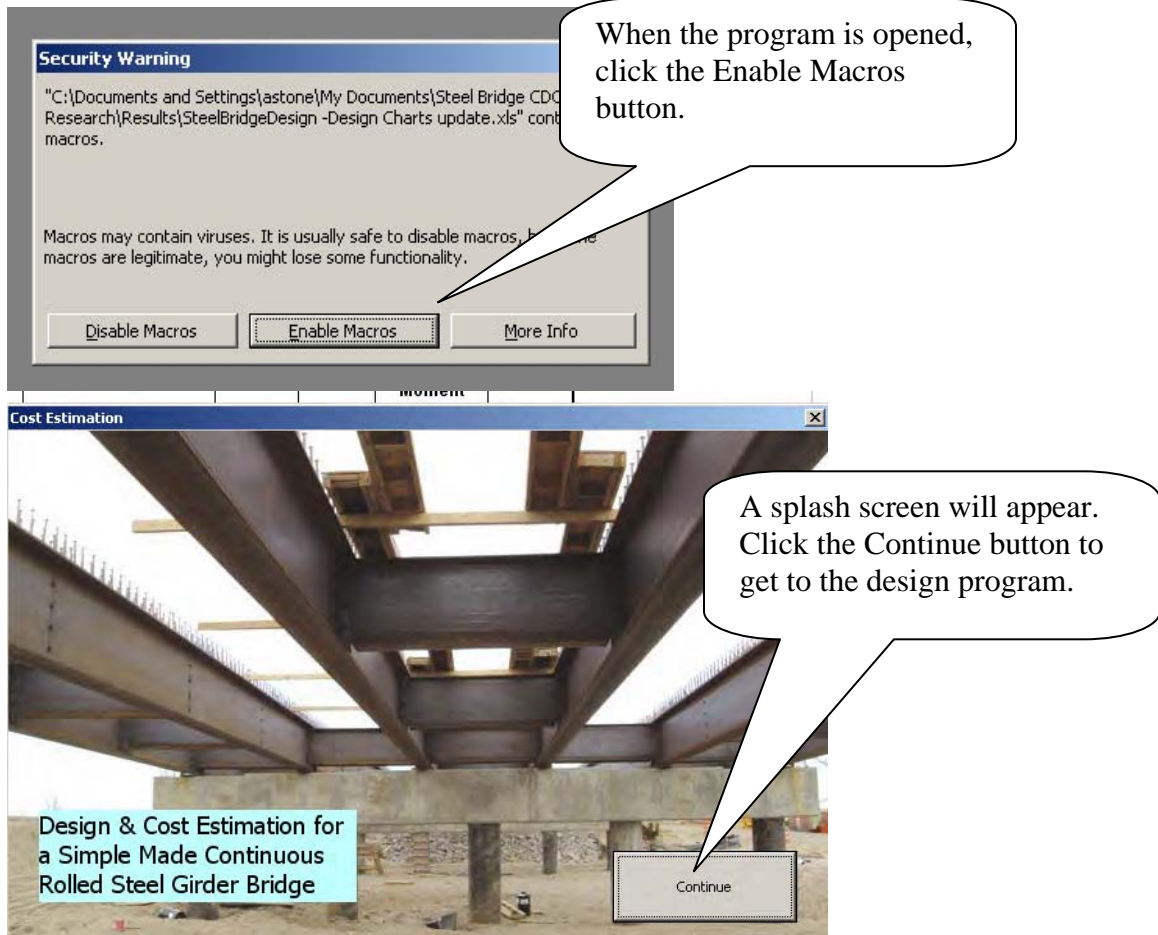 Security Warning
"C:\Documents and Settings\astone\My Documents\Steel Bridge CDO
Research\Results\SteelBridgeDesign -Design Charts update.xls" cont
macros.
When the program is opened,
click the Enable Macros
button.
Macros may contain viruses. It is usually safe to disable macros,
macros are legitimate, you might lose some functionality.
Disable Macros
Enable Macros
More Info
Moment
Cost Estimation
A splash screen will appear.
Click the Continue button to
get to the design program.
Design & Cost Estimation for
a Simple Made Continuous
Rolled Steel Girder Bridge
Continue